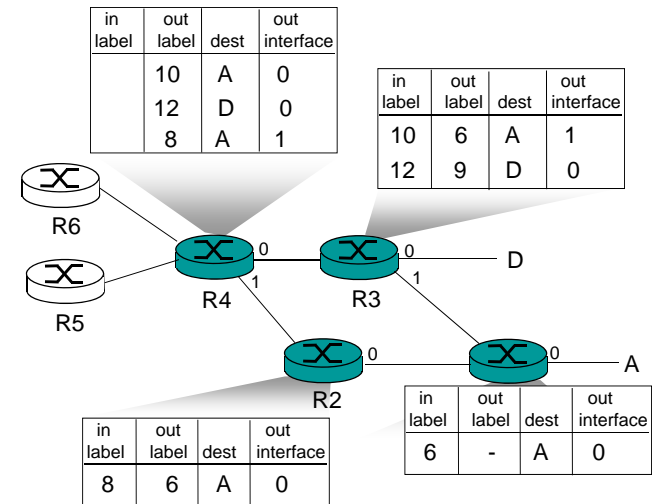 in out out
label label dest interface
10 A 0
12 D 0
8 A 1
in out out
label label dest interface
10 6 A 1
12 9 D 0
R6
0
0
D
R4
1
R3
1
R5
0
0
A
R2
in out out
label label dest interface
6 - A 0
in out out
label label dest interface
8 6 A 0